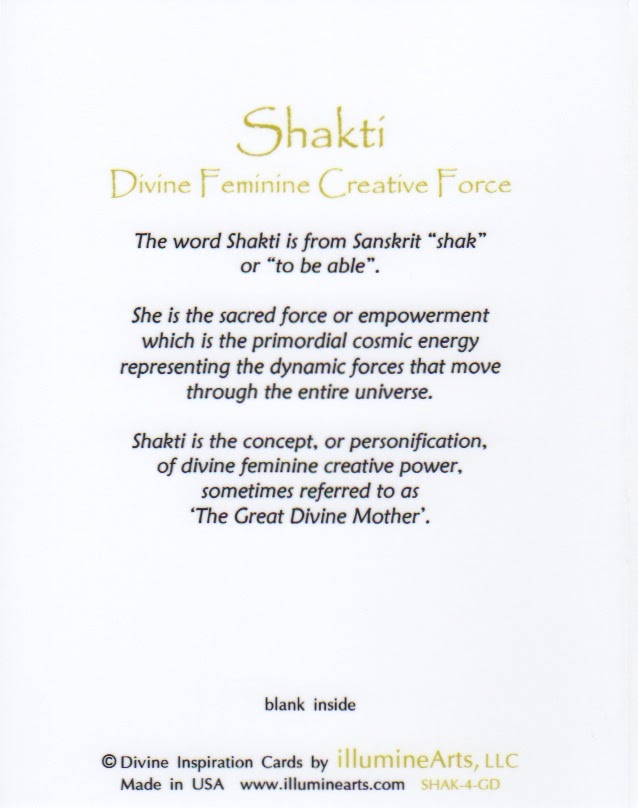 Shakti
Divine Feminine Creative Force
The word Shakti is from Sanskrit “shak”
or “to be able”.
She is the sacred force or empowerment
which is the primordial cosmic energy
representing the dynamic forces that move
through the entire universe.
Shakti is the concept, or personification,
of divine feminine creative power,
sometimes referred to as
‘The Great Divine Mother’.
blank inside
© Divine Inspiration Cards by illumineArts, LLC
Made in USA www.illuminearts.com SHAK-4-GD